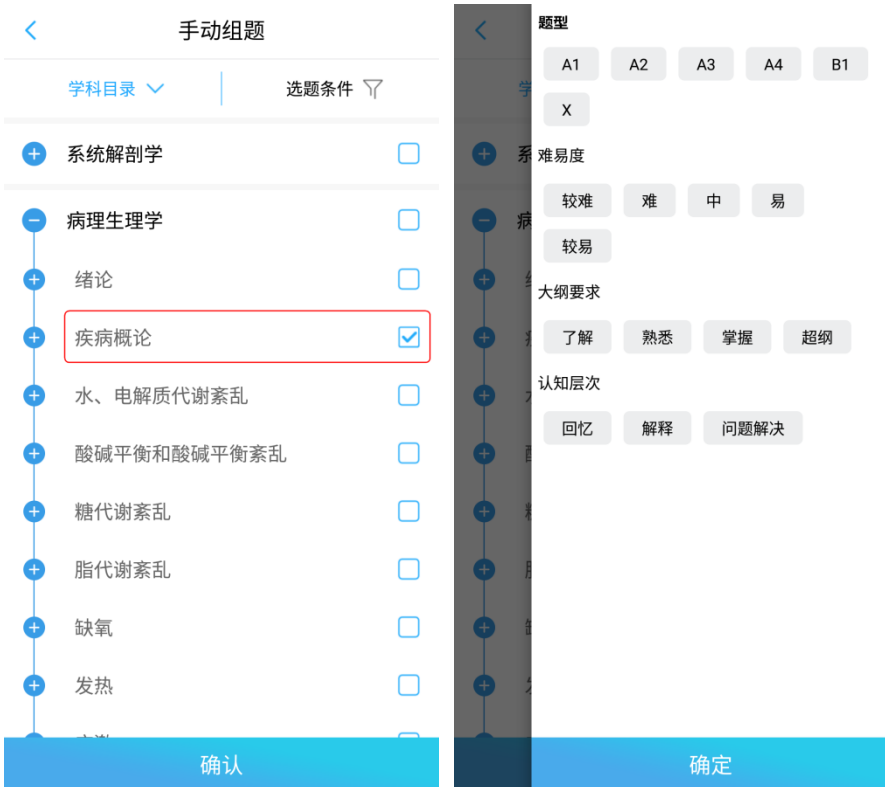 手动组题
学科目录 选题条件
系统解剖学
病理生理学
绪论
疾病概论
水、电解质代谢紊乱
酸碱平衡和酸碱平衡紊乱
糖代谢紊乱
脂代谢紊乱
缺氧
发热
确认
题型
A1 A2 A3 A4 B1
X
难易度
较难 难 中 易
较易
大纲要求
了解 熟悉 掌握 超纲
认知层次
回忆 解释 问题解决
确定